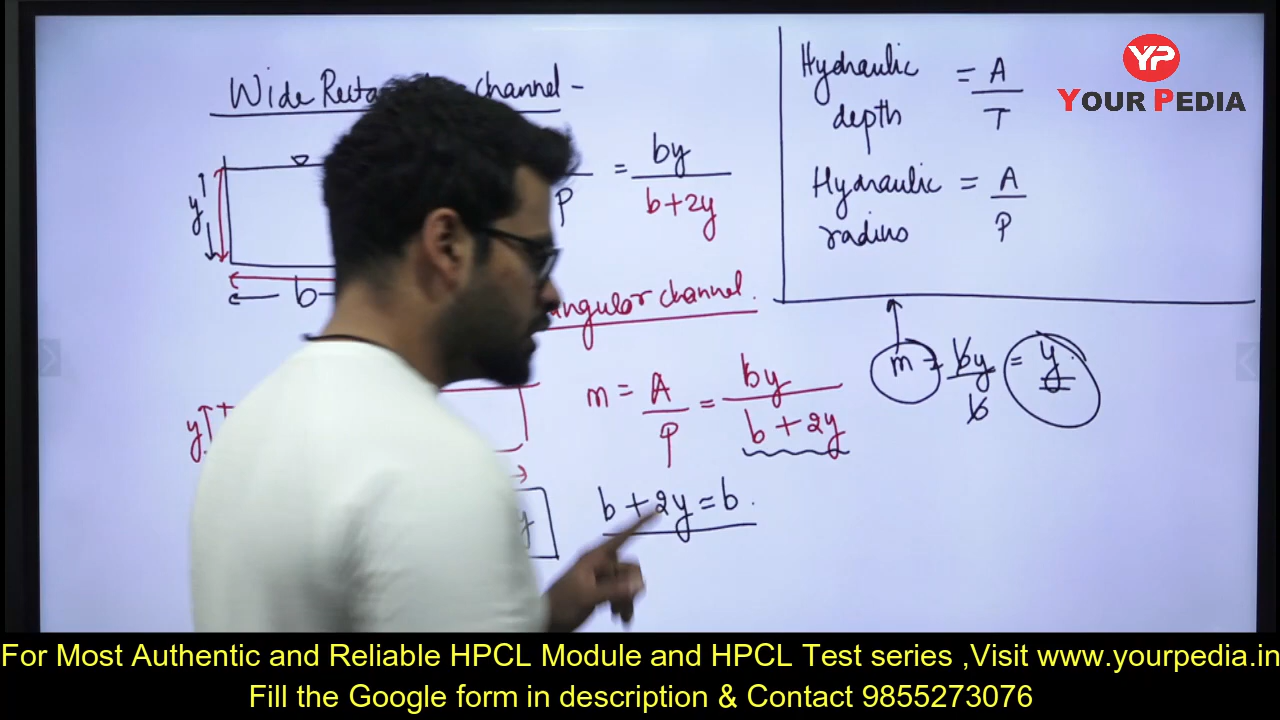 Wide Recta channel -
y
b
P
= by
b+2y
angular channel.
y
m = A = by
P b + 2y
b + 2y = b.
y
Hydraulic = A
depth T
Hydraulic = A
radius P
m = by = y
b
YP
YOUR PEDIA
For Most Authentic and Reliable HPCL Module and HPCL Test series ,Visit www.yourpedia.in
Fill the Google form in description & Contact 9855273076